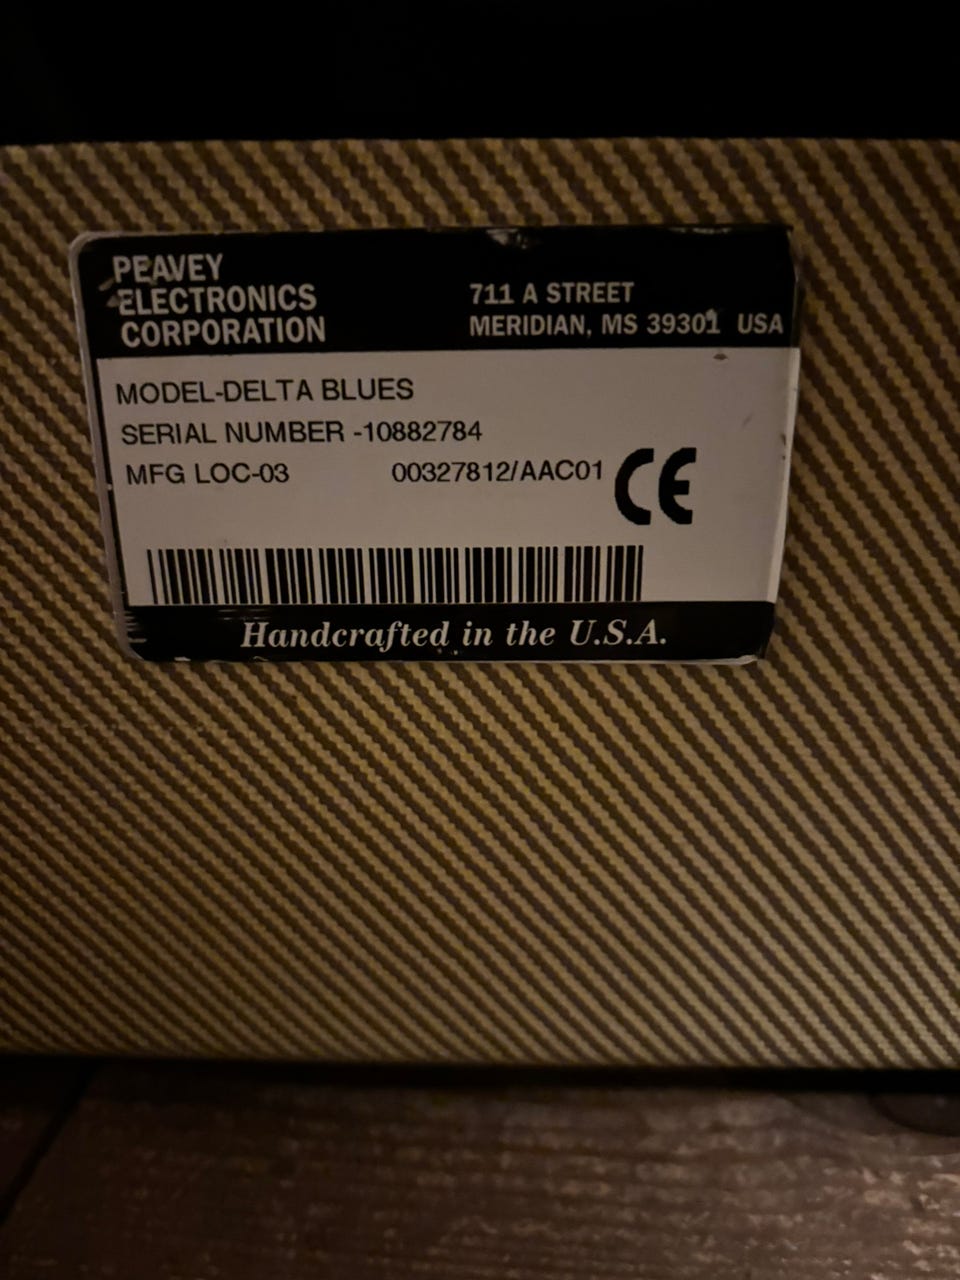 PEAVEY
ELECTRONICS
CORPORATION
711 A STREET
MERIDIAN, MS 39301 USA
MODEL-DELTA BLUES
SERIAL NUMBER -10882784
MFG LOC-03 00327812/AAC01 CE
Handcrafted in the U.S.A.